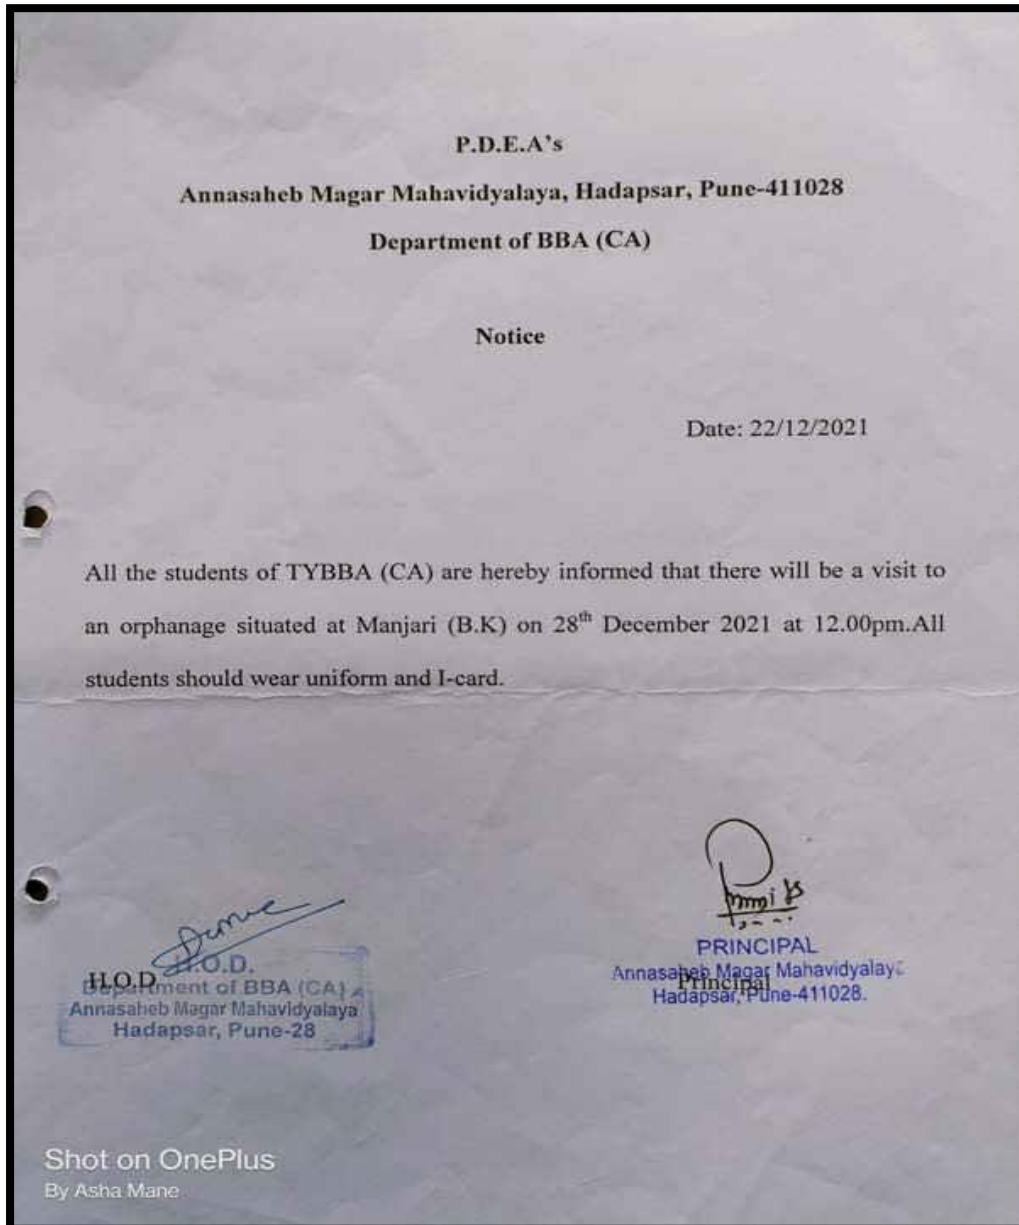 P.D.E.A's
Annasaheb Magar Mahavidyalaya, Hadapsar, Pune-411028
Department of BBA (CA)
Notice
Date: 22/12/2021
All the students of TYBBA (CA) are hereby informed that there will be a visit to
an orphanage situated at Manjari (B.K) on 28th December 2021 at 12.00pm.All
students should wear uniform and I-card.
H.O.D
H.O.D.
Department of BBA (CA)
Annasaheb Magar Mahavidyalaya
Hadapsar, Pune-28
PRINCIPAL
Annasaheb Magar Mahavidyalaya
Principal
Hadapsar, Pune-411028.
Shot on OnePlus
By Asha Mane